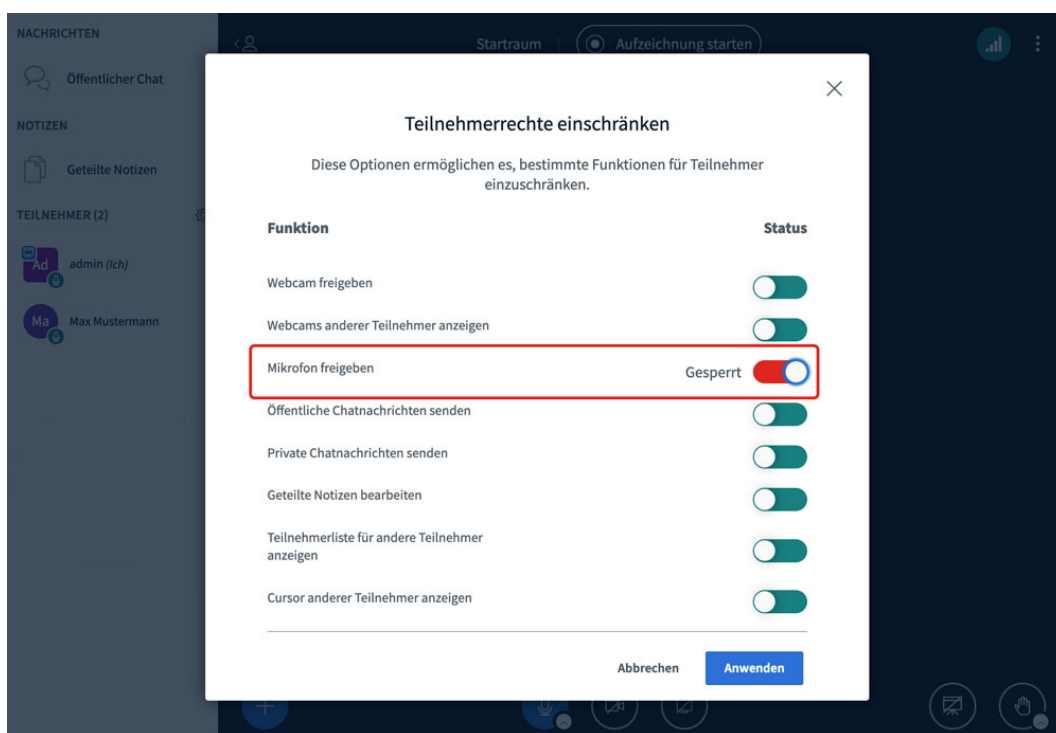 NACHRICHTEN
Öffentlicher Chat
NOTIZEN
Geteilte Notizen
TEILNEHMER (2)
Ad
admin (Ich)
Ma
Max Mustermann
Startraum
Aufzeichnung starten
Teilnehmerrechte einschränken
Diese Optionen ermöglichen es, bestimmte Funktionen für Teilnehmer
einzuschränken.
Funktion Status
Webcam freigeben
Webcams anderer Teilnehmer anzeigen
Mikrofon freigeben Gesperrt
Öffentliche Chatnachrichten senden
Private Chatnachrichten senden
Geteilte Notizen bearbeiten
Teilnehmerliste für andere Teilnehmer
anzeigen
Cursor anderer Teilnehmer anzeigen
Abbrechen Anwenden